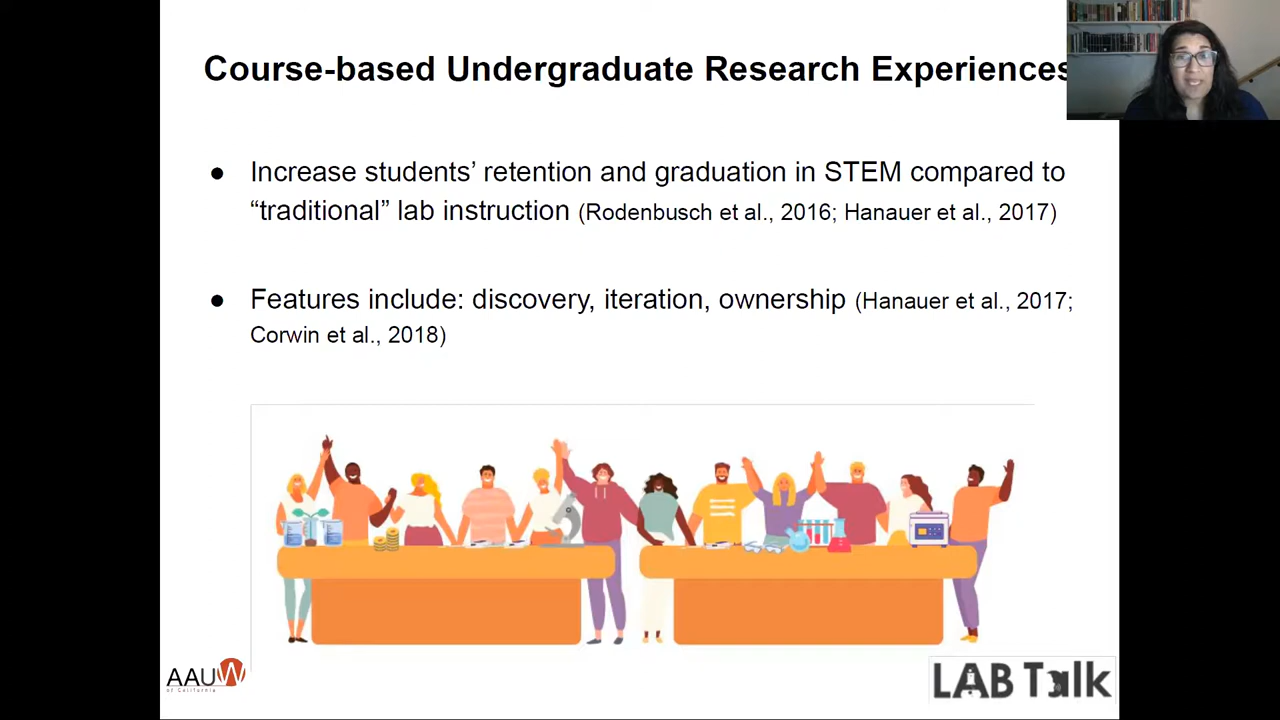 Course-based Undergraduate Research Experiences
● Increase students’ retention and graduation in STEM compared to
“traditional” lab instruction (Rodenbusch et al., 2016; Hanauer et al., 2017)
● Features include: discovery, iteration, ownership (Hanauer et al., 2017;
Corwin et al., 2018)
AAUW
of California
LAB Talk